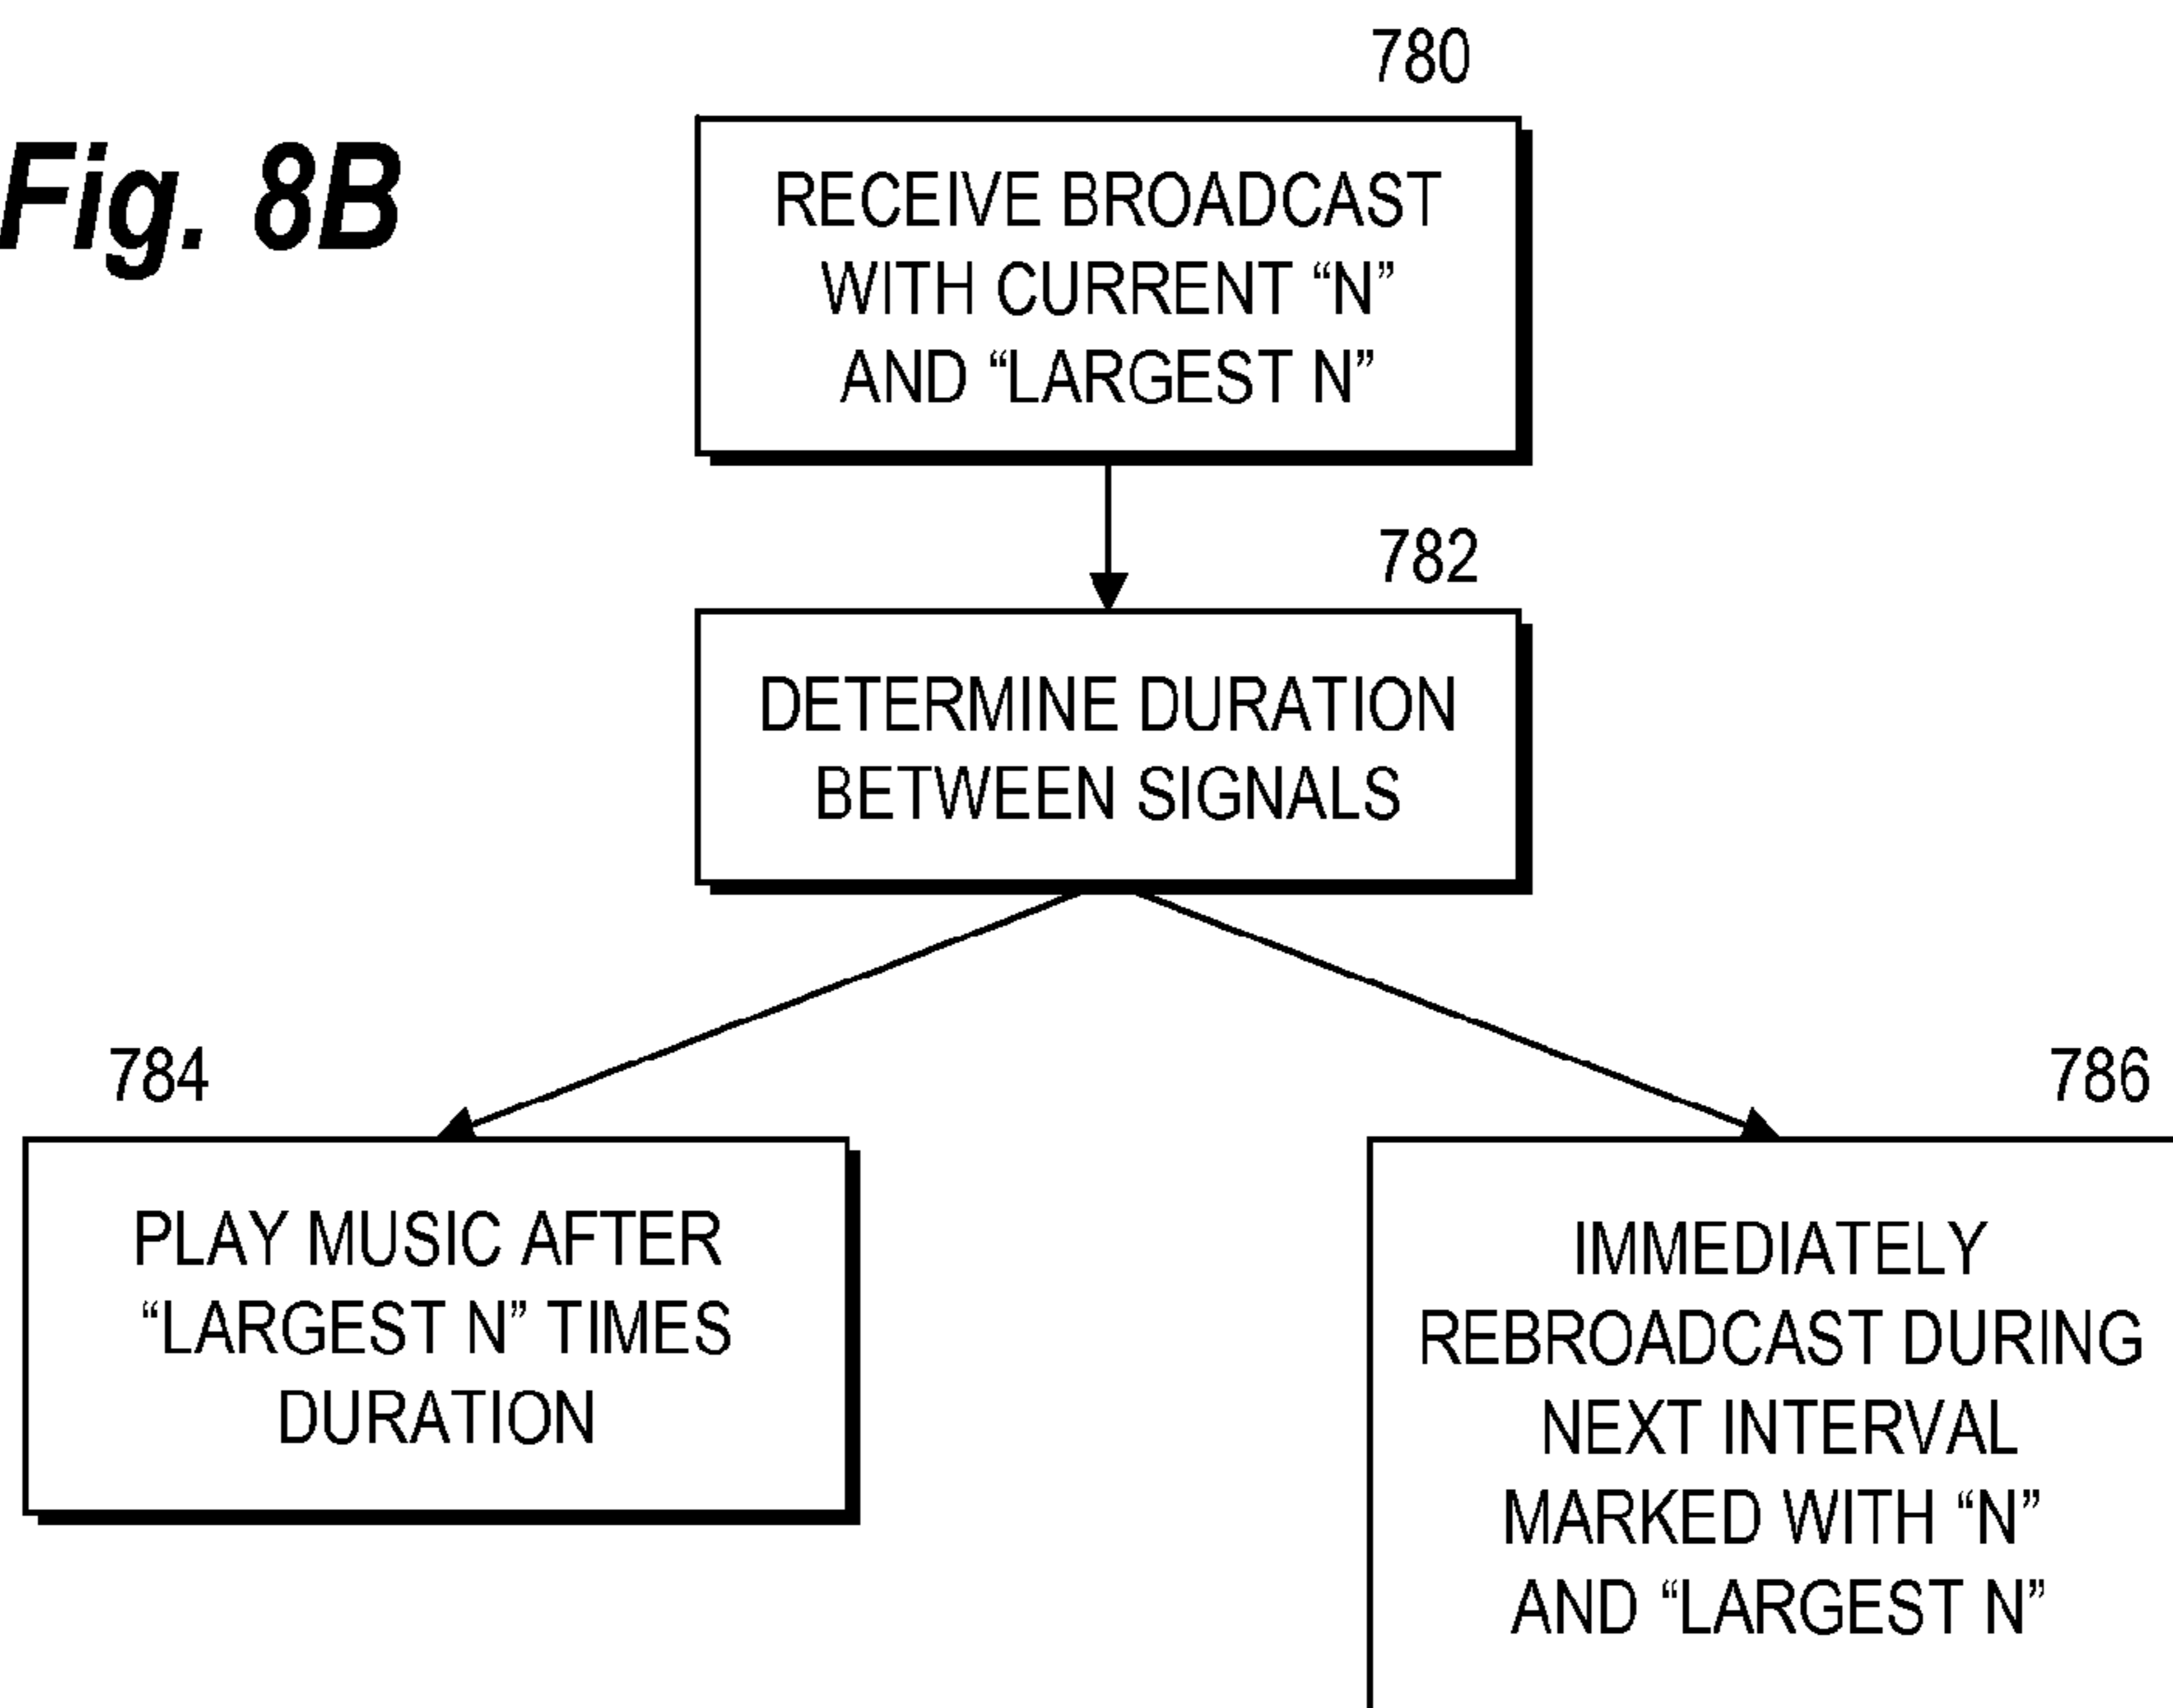 Fig. 8B
780
RECEIVE BROADCAST
WITH CURRENT “N”
AND “LARGEST N”
782
DETERMINE DURATION
BETWEEN SIGNALS
784
PLAY MUSIC AFTER
“LARGEST N” TIMES
DURATION
786
IMMEDIATELY
REBROADCAST DURING
NEXT INTERVAL
MARKED WITH “N”
AND “LARGEST N”